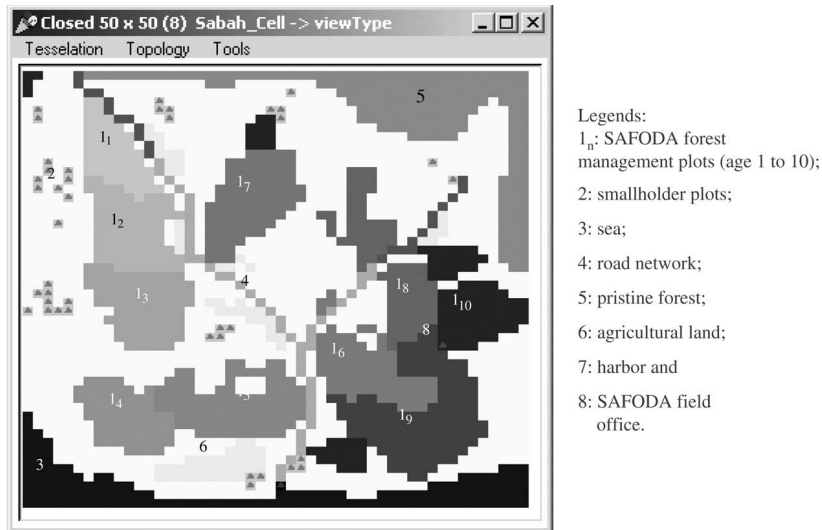 Closed 50 x 50 (8) Sabah_Cell -> viewType
Tesselation Topology Tools
5
1₁
2
1₇
1₂
4
1₃
1₈
1₁₀
8
1₆
1₄
1₉
6
3
Legends:
1ₙ: SAFODA forest
management plots (age 1 to 10);
2: smallholder plots;
3: sea;
4: road network;
5: pristine forest;
6: agricultural land;
7: harbor and
8: SAFODA field
office.